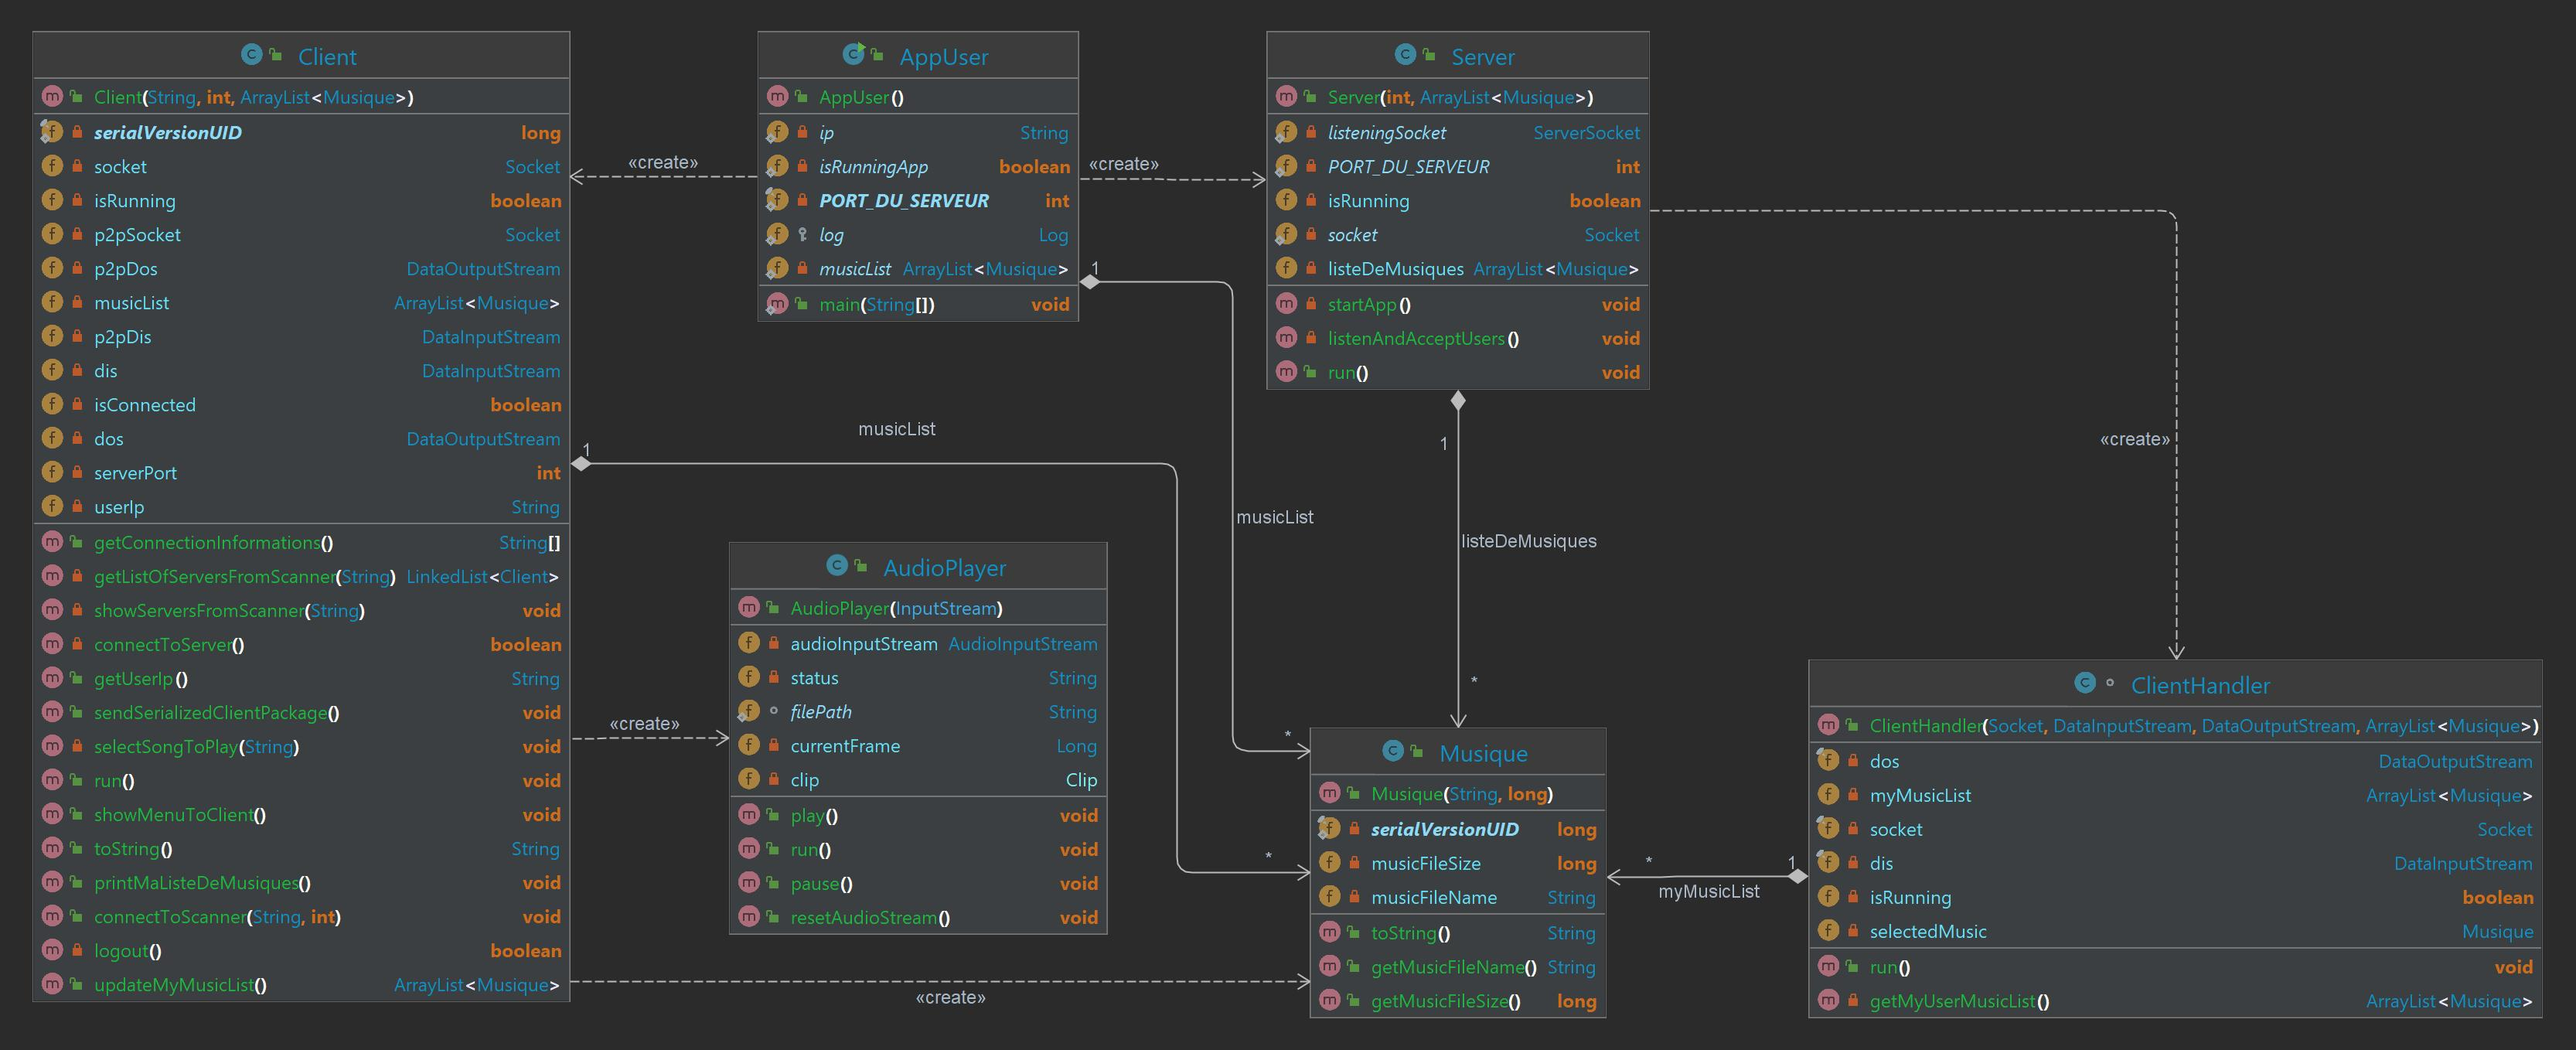 Client
Client(String, int, ArrayList<Musique>)
serialVersionUID long
socket Socket
isRunning boolean
p2pSocket Socket
p2pDos DataOutputStream
musicList ArrayList<Musique>
p2pDis DataInputStream
dis DataInputStream
isConnected boolean
dos DataOutputStream
serverPort int
userIp String
getConnectionInformations() String[]
getListOfServersFromScanner(String) LinkedList<Client>
showServersFromScanner(String) void
connectToServer() boolean
getUserIp() String
sendSerializedClientPackage() void
selectSongToPlay(String) void
run() void
showMenuToClient() void
toString() String
printMaListeDeMusiques() void
connectToScanner(String, int) void
logout() boolean
updateMyMusicList() ArrayList<Musique>
«create»
AppUser
AppUser()
ip String
isRunningApp boolean
PORT_DU_SERVEUR int
log Log
musicList ArrayList<Musique>
main(String[]) void
«create»
Server
Server(int, ArrayList<Musique>)
listeningSocket ServerSocket
PORT_DU_SERVEUR int
isRunning boolean
socket Socket
listeDeMusiques ArrayList<Musique>
startApp() void
listenAndAcceptUsers() void
run() void
1
1
musicList
1
musicList
listeDeMusiques
*
*
*
«create»
«create»
AudioPlayer
AudioPlayer(InputStream)
audioInputStream AudioInputStream
status String
filePath String
currentFrame Long
clip Clip
play() void
run() void
pause() void
resetAudioStream() void
«create»
Musique
Musique(String, long)
serialVersionUID long
musicFileSize long
musicFileName String
toString() String
getMusicFileName() String
getMusicFileSize() long
*
1
myMusicList
ClientHandler
ClientHandler(Socket, DataInputStream, DataOutputStream, ArrayList<Musique>)
dos DataOutputStream
myMusicList ArrayList<Musique>
socket Socket
dis DataInputStream
isRunning boolean
selectedMusic Musique
run() void
getMyUserMusicList() ArrayList<Musique>